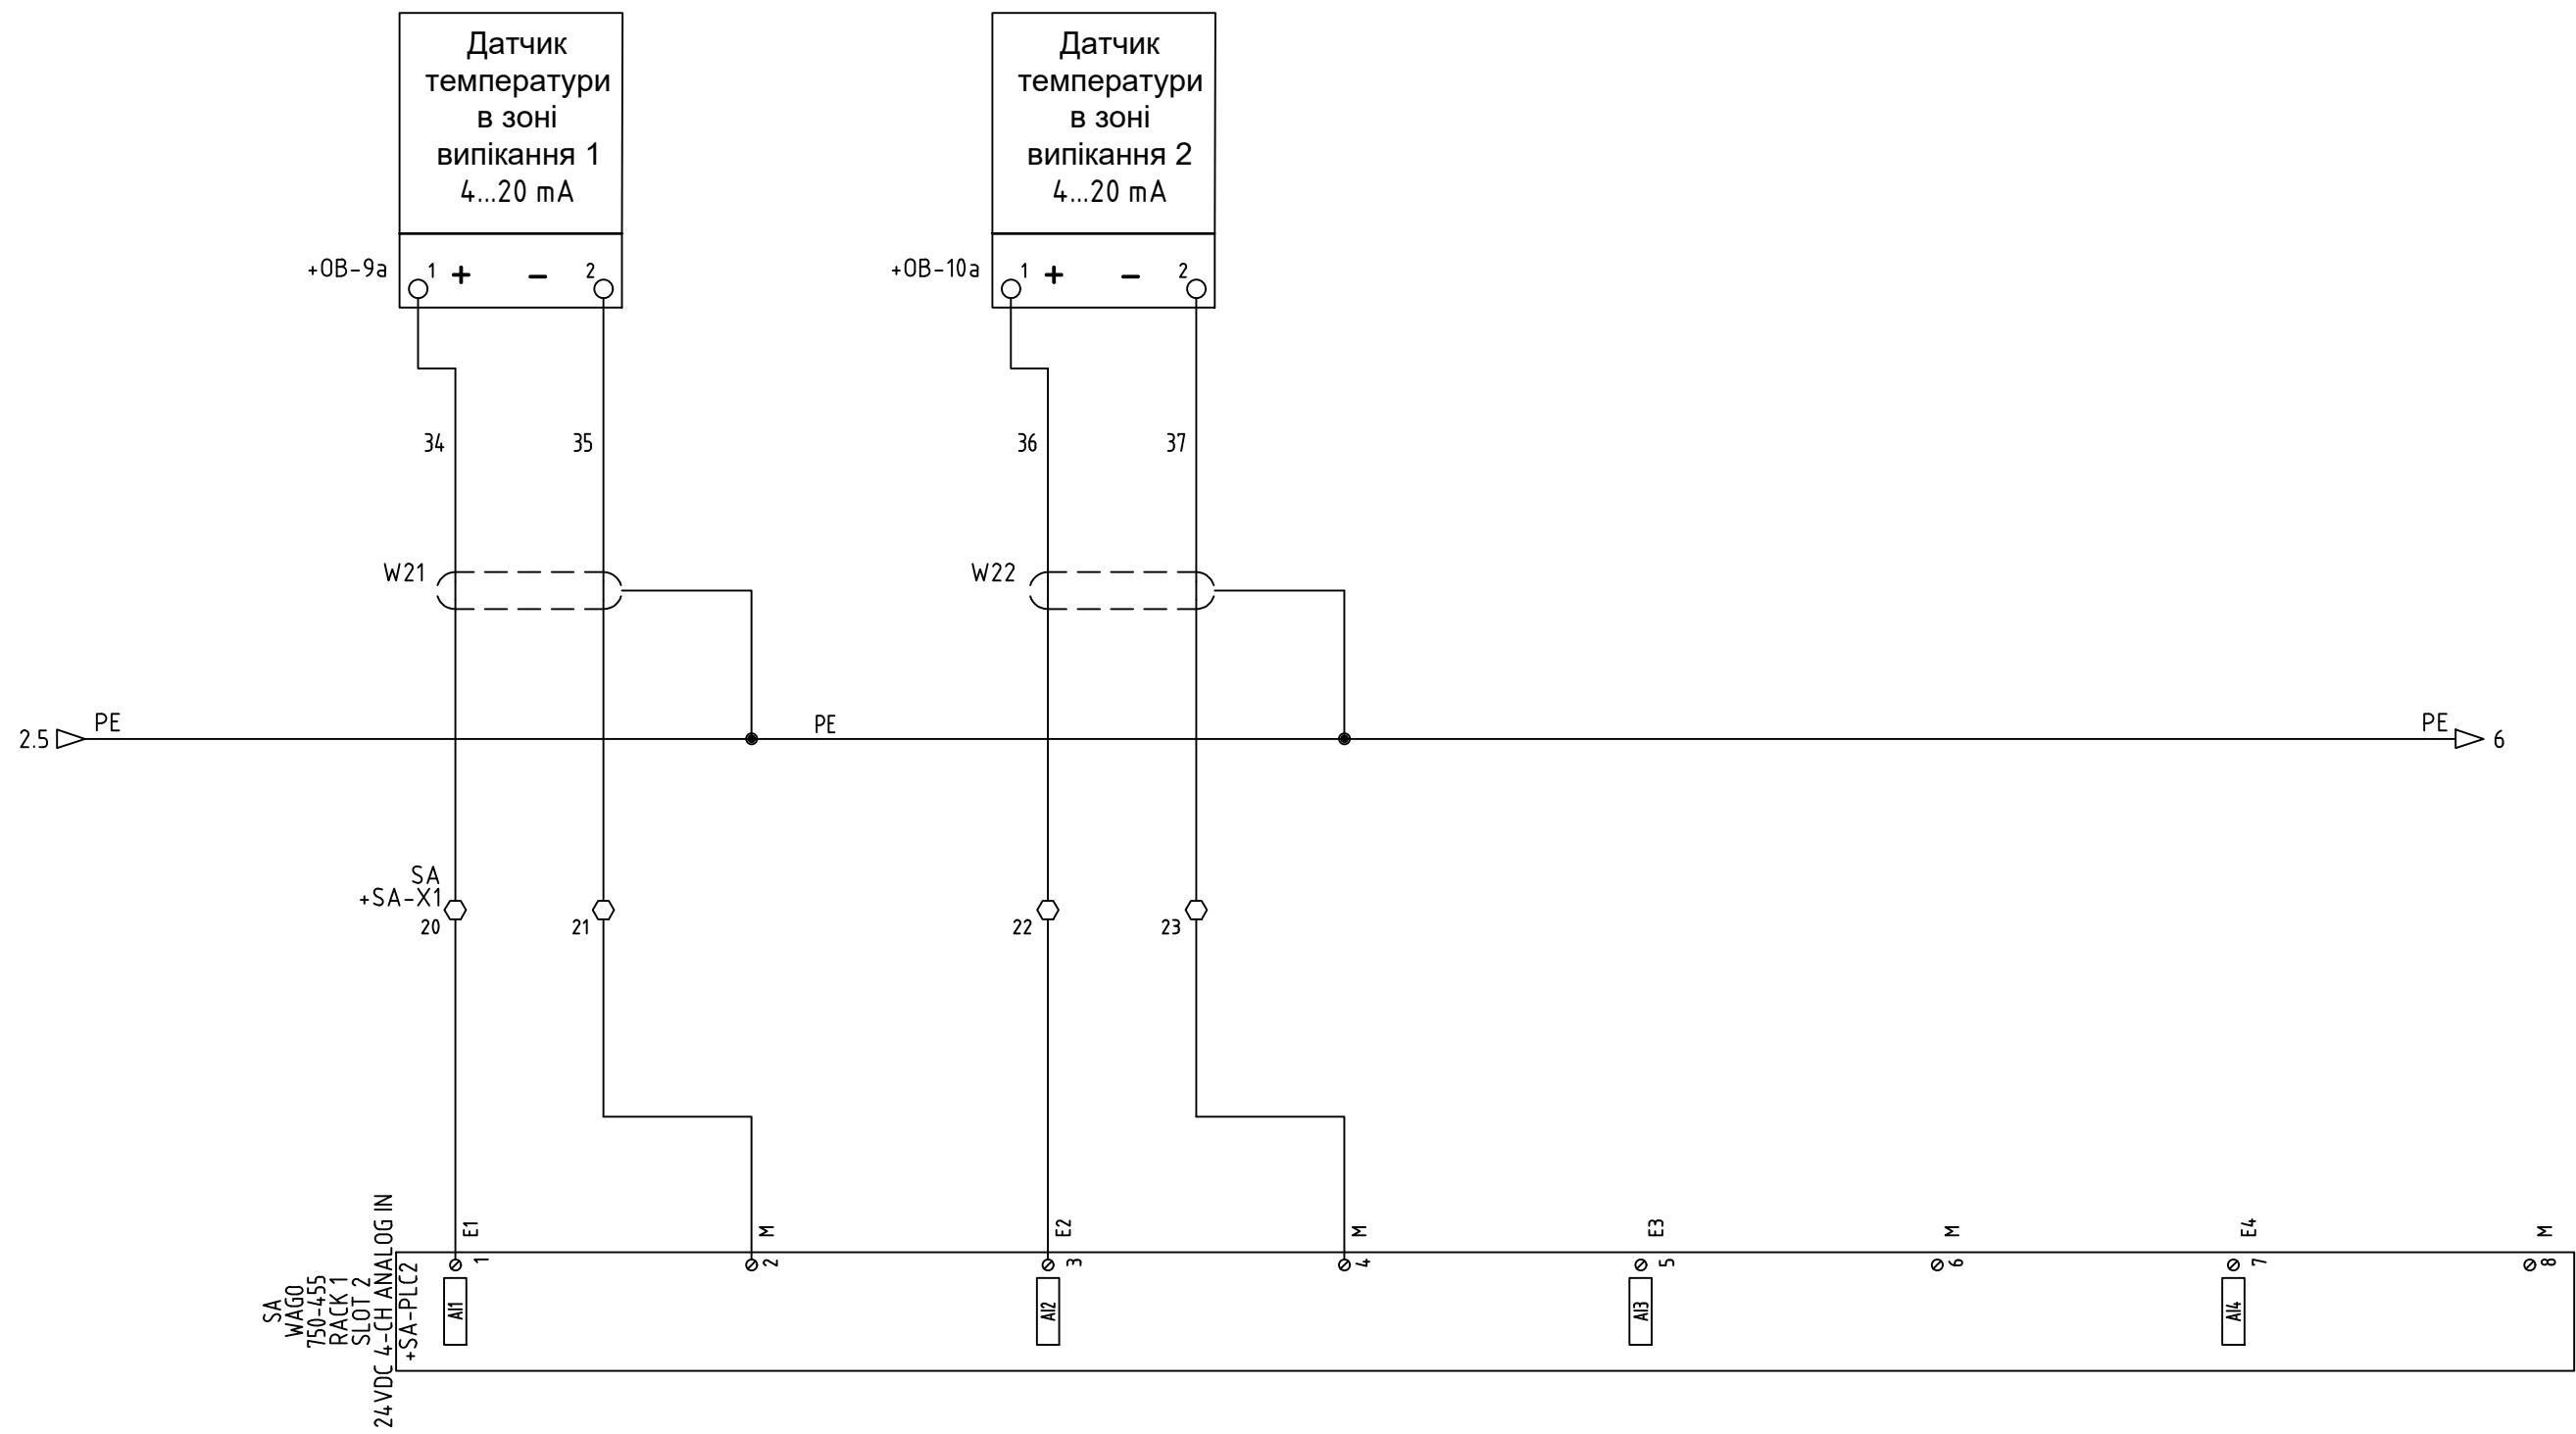 Датчик
температури
в зоні
випікання 1
4...20 mA
Датчик
температури
в зоні
випікання 2
4...20 mA
+OB-9a
1 + − 2
+OB-10a
1 + − 2
34
35
36
37
W21
W22
2.5
PE
PE
PE
6
SA
+SA-X1
20
21
22
23
E1
M
E2
M
E3
M
E4
M
1
2
3
4
5
6
7
8
SA
WAGO
750-455
RACK 1
SLOT 2
24VDC 4-CH ANALOG IN
+SA-PLC2
AI1
AI2
AI3
AI4